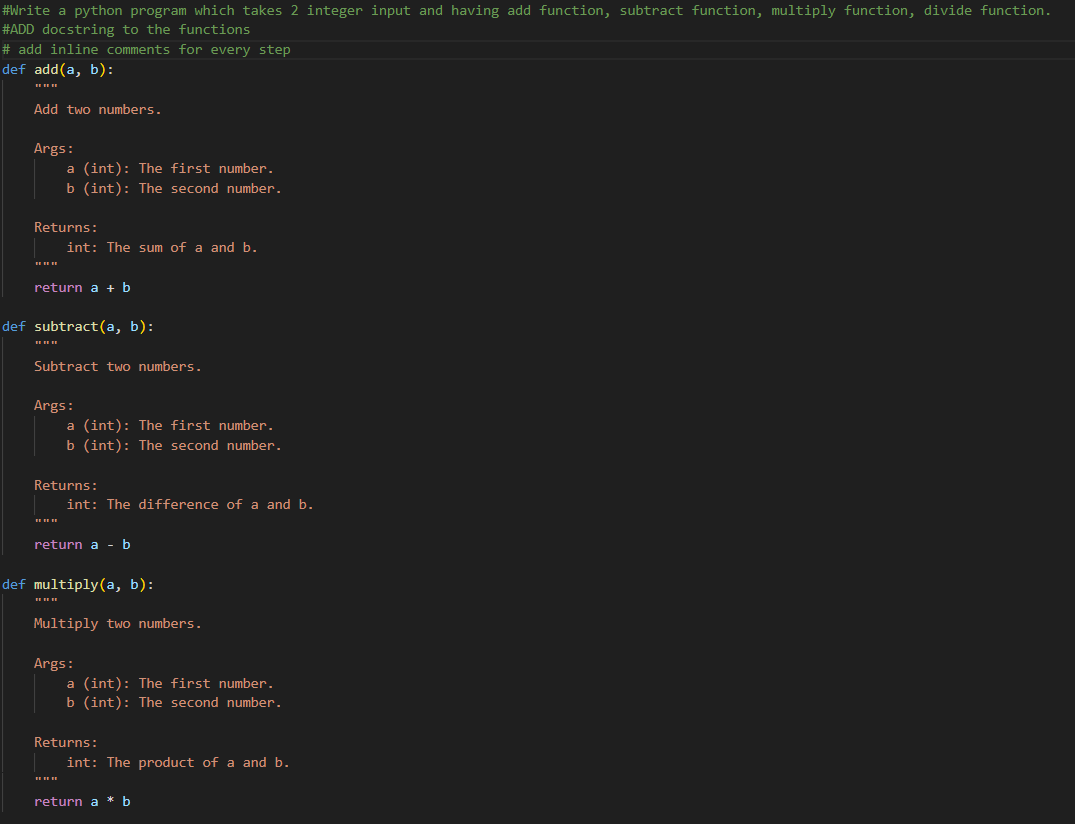 #Write a python program which takes 2 integer input and having add function, subtract function, multiply function, divide function.
#ADD docstring to the functions
# add inline comments for every step
def add(a, b):
    """
    Add two numbers.

    Args:
        a (int): The first number.
        b (int): The second number.

    Returns:
        int: The sum of a and b.
    """
    return a + b

def subtract(a, b):
    """
    Subtract two numbers.

    Args:
        a (int): The first number.
        b (int): The second number.

    Returns:
        int: The difference of a and b.
    """
    return a - b

def multiply(a, b):
    """
    Multiply two numbers.

    Args:
        a (int): The first number.
        b (int): The second number.

    Returns:
        int: The product of a and b.
    """
    return a * b